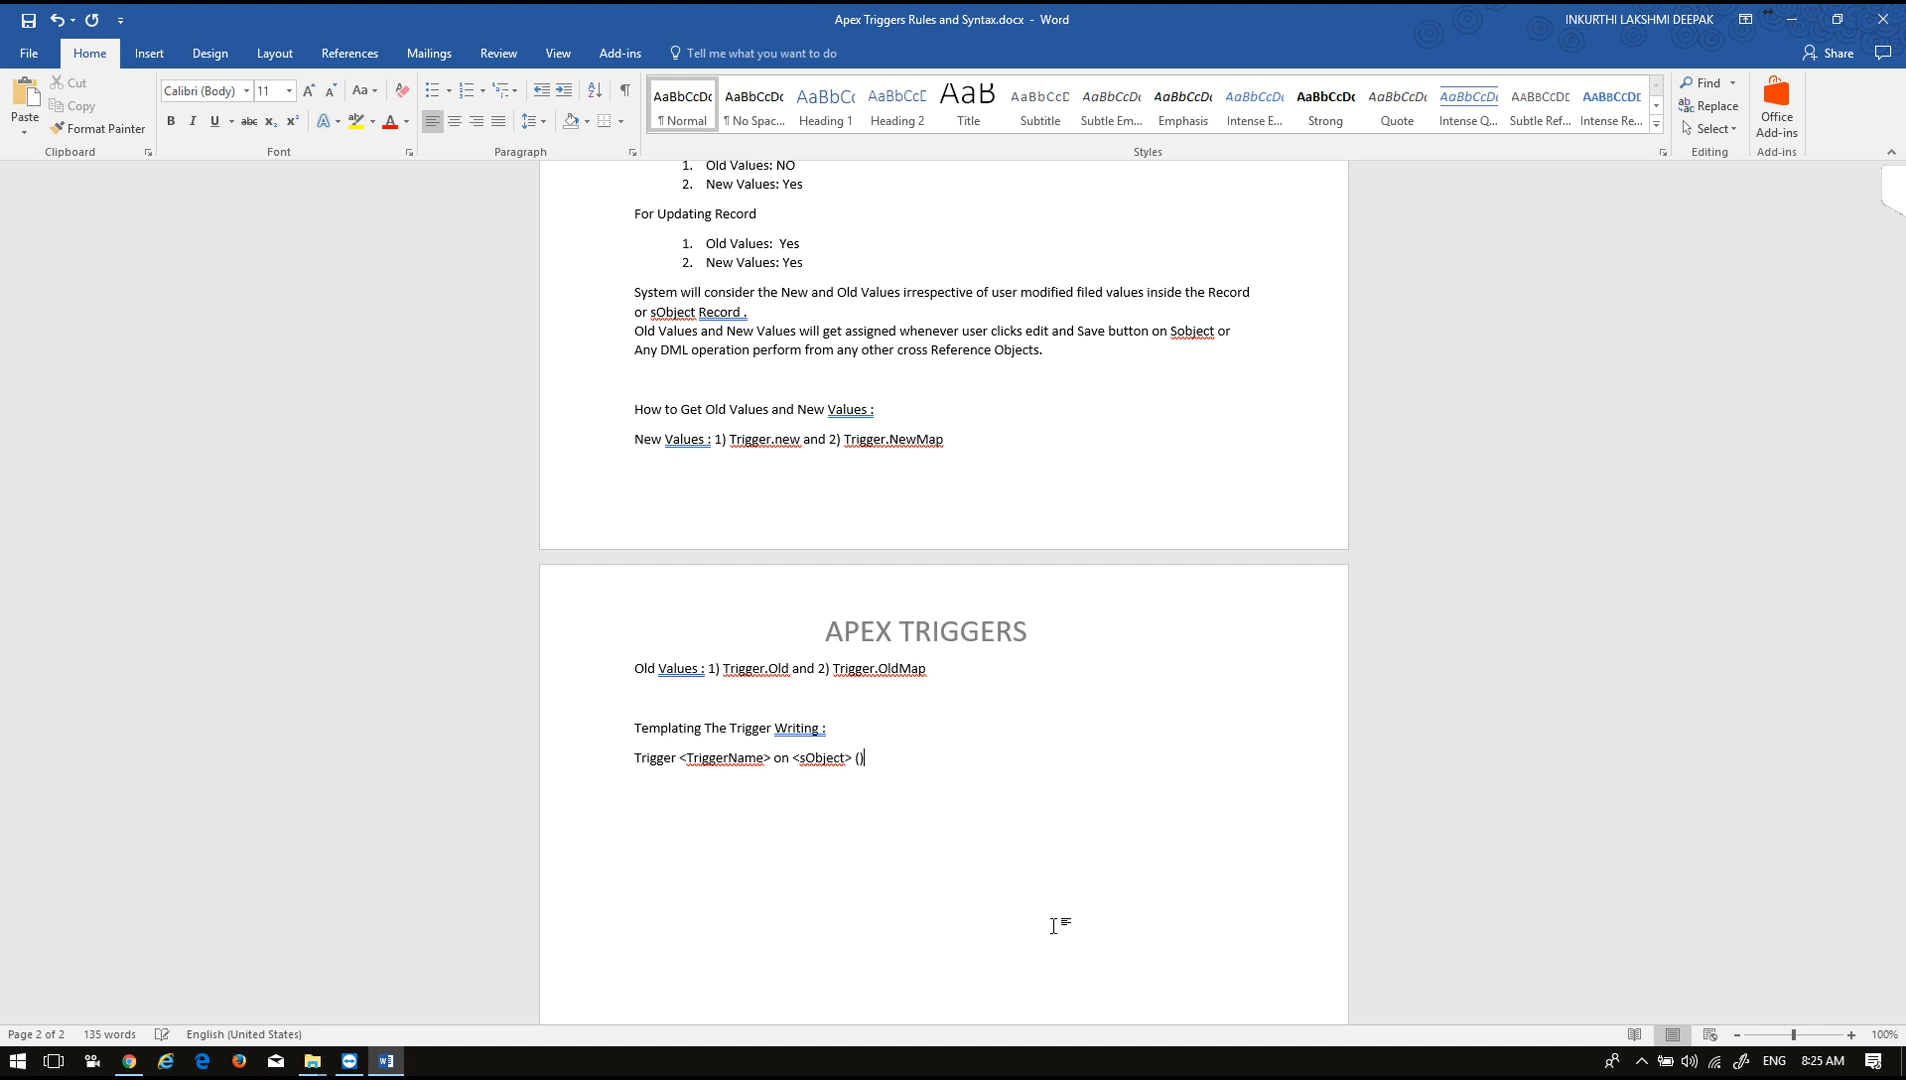 Apex Triggers Rules and Syntax.docx - Word
INKURTHI LAKSHMI DEEPAK
File
Home
Insert
Design
Layout
References
Mailings
Review
View
Add-ins
Tell me what you want to do
Share
Paste
Cut
Copy
Format Painter
Clipboard
Calibri (Body)
11
Font
Paragraph
AaBbCcDc
¶ Normal
AaBbCcDc
¶ No Spac...
AaBbC
Heading 1
AaBbCcD
Heading 2
AaB
Title
AaBbCcD
Subtitle
AaBbCcDc
Subtle Em...
AaBbCcDc
Emphasis
AaBbCcDc
Intense E...
AaBbCcDc
Strong
AaBbCcDc
Quote
AaBbCcDc
Intense Q...
AaBbCcDd
Subtle Ref...
AaBbCcDd
Intense Re...
Styles
Find
Replace
Select
Editing
Office
Add-ins
Add-ins
1. Old Values: NO
2. New Values: Yes
For Updating Record
1. Old Values: Yes
2. New Values: Yes
System will consider the New and Old Values irrespective of user modified filed values inside the Record
or sObject Record .
Old Values and New Values will get assigned whenever user clicks edit and Save button on Sobject or
Any DML operation perform from any other cross Reference Objects.
How to Get Old Values and New Values :
New Values : 1) Trigger.new and 2) Trigger.NewMap
APEX TRIGGERS
Old Values : 1) Trigger.Old and 2) Trigger.OldMap
Templating The Trigger Writing :
Trigger <TriggerName> on <sObject> ()
Page 2 of 2
135 words
English (United States)
100%
ENG
8:25 AM